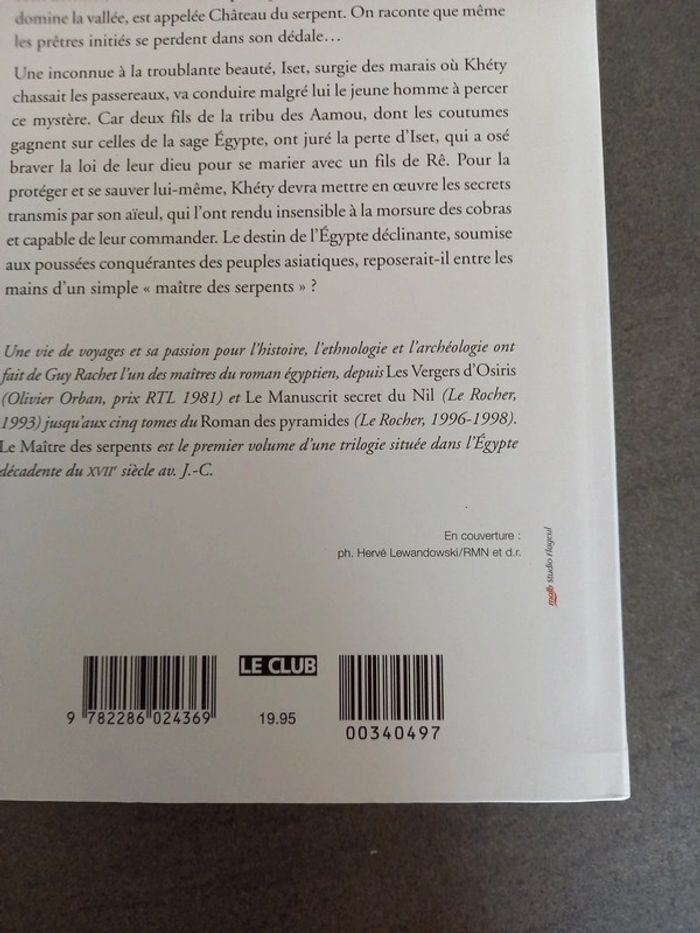 domine la vallée, est appelée Château du serpent. On raconte que même
les prêtres initiés se perdent dans son dédale…
Une inconnue à la troublante beauté, Iset, surgie des marais où Khéty
chassait les passereaux, va conduire malgré lui le jeune homme à percer
ce mystère. Car deux fils de la tribu des Aamou, dont les coutumes
gagnent sur celles de la sage Égypte, ont juré la perte d'Iset, qui a osé
braver la loi de leur dieu pour se marier avec un fils de Rê. Pour la
protéger et se sauver lui-même, Khéty devra mettre en œuvre les secrets
transmis par son aïeul, qui l'ont rendu insensible à la morsure des cobras
et capable de leur commander. Le destin de l'Égypte déclinante, soumise
aux poussées conquérantes des peuples asiatiques, reposerait-il entre les
mains d'un simple « maître des serpents » ?
Une vie de voyages et sa passion pour l'histoire, l'ethnologie et l'archéologie ont
fait de Guy Rachet l'un des maîtres du roman égyptien, depuis Les Vergers d'Osiris
(Olivier Orban, prix RTL 1981) et Le Manuscrit secret du Nil (Le Rocher,
1993) jusqu'aux cinq tomes du Roman des pyramides (Le Rocher, 1996-1998).
Le Maître des serpents est le premier volume d'une trilogie située dans l'Égypte
décadente du XVIIe siècle av. J.-C.
En couverture :
ph. Hervé Lewandowski/RMN et d.r.
studio Hageul
LE CLUB
9 782286 024369
19.95
00340497